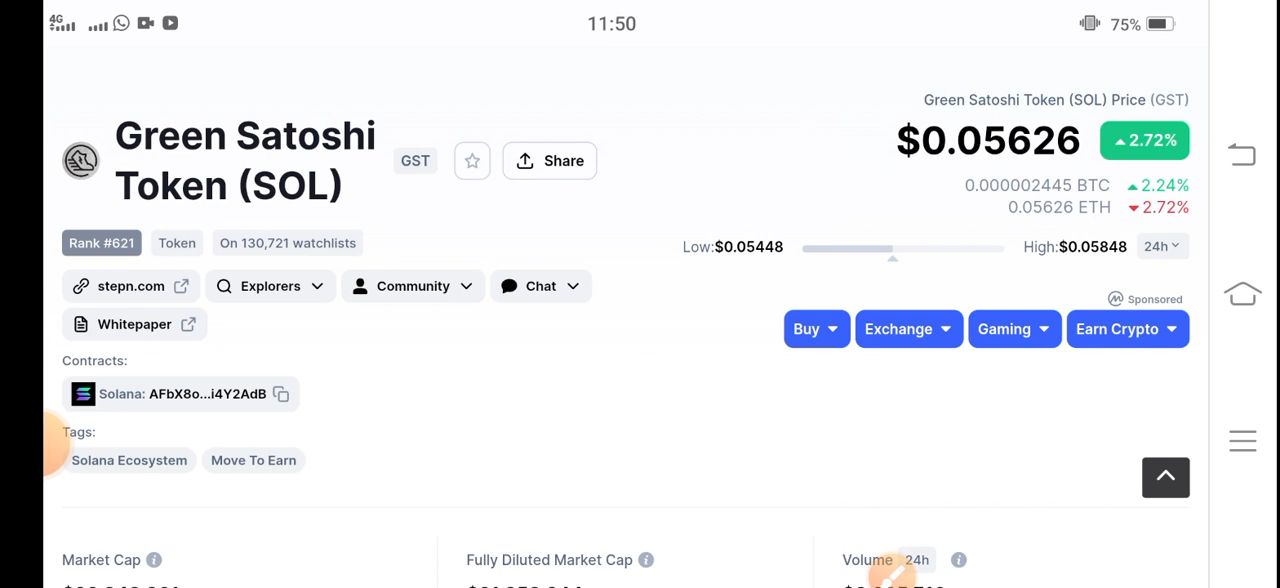 4G 11:50 75%
Green Satoshi Token (SOL) Price (GST)
Green Satoshi
Token (SOL)
GST
Share
$0.05626 2.72%
0.000002445 BTC 2.24%
0.05626 ETH 2.72%
Rank #621 Token On 130,721 watchlists
Low:$0.05448 High:$0.05848 24h
stepn.com Explorers Community Chat
Sponsored
Whitepaper
Buy Exchange Gaming Earn Crypto
Contracts:
Solana: AFbX8o...i4Y2AdB
Tags:
Solana Ecosystem Move To Earn
Market Cap Fully Diluted Market Cap Volume 24h